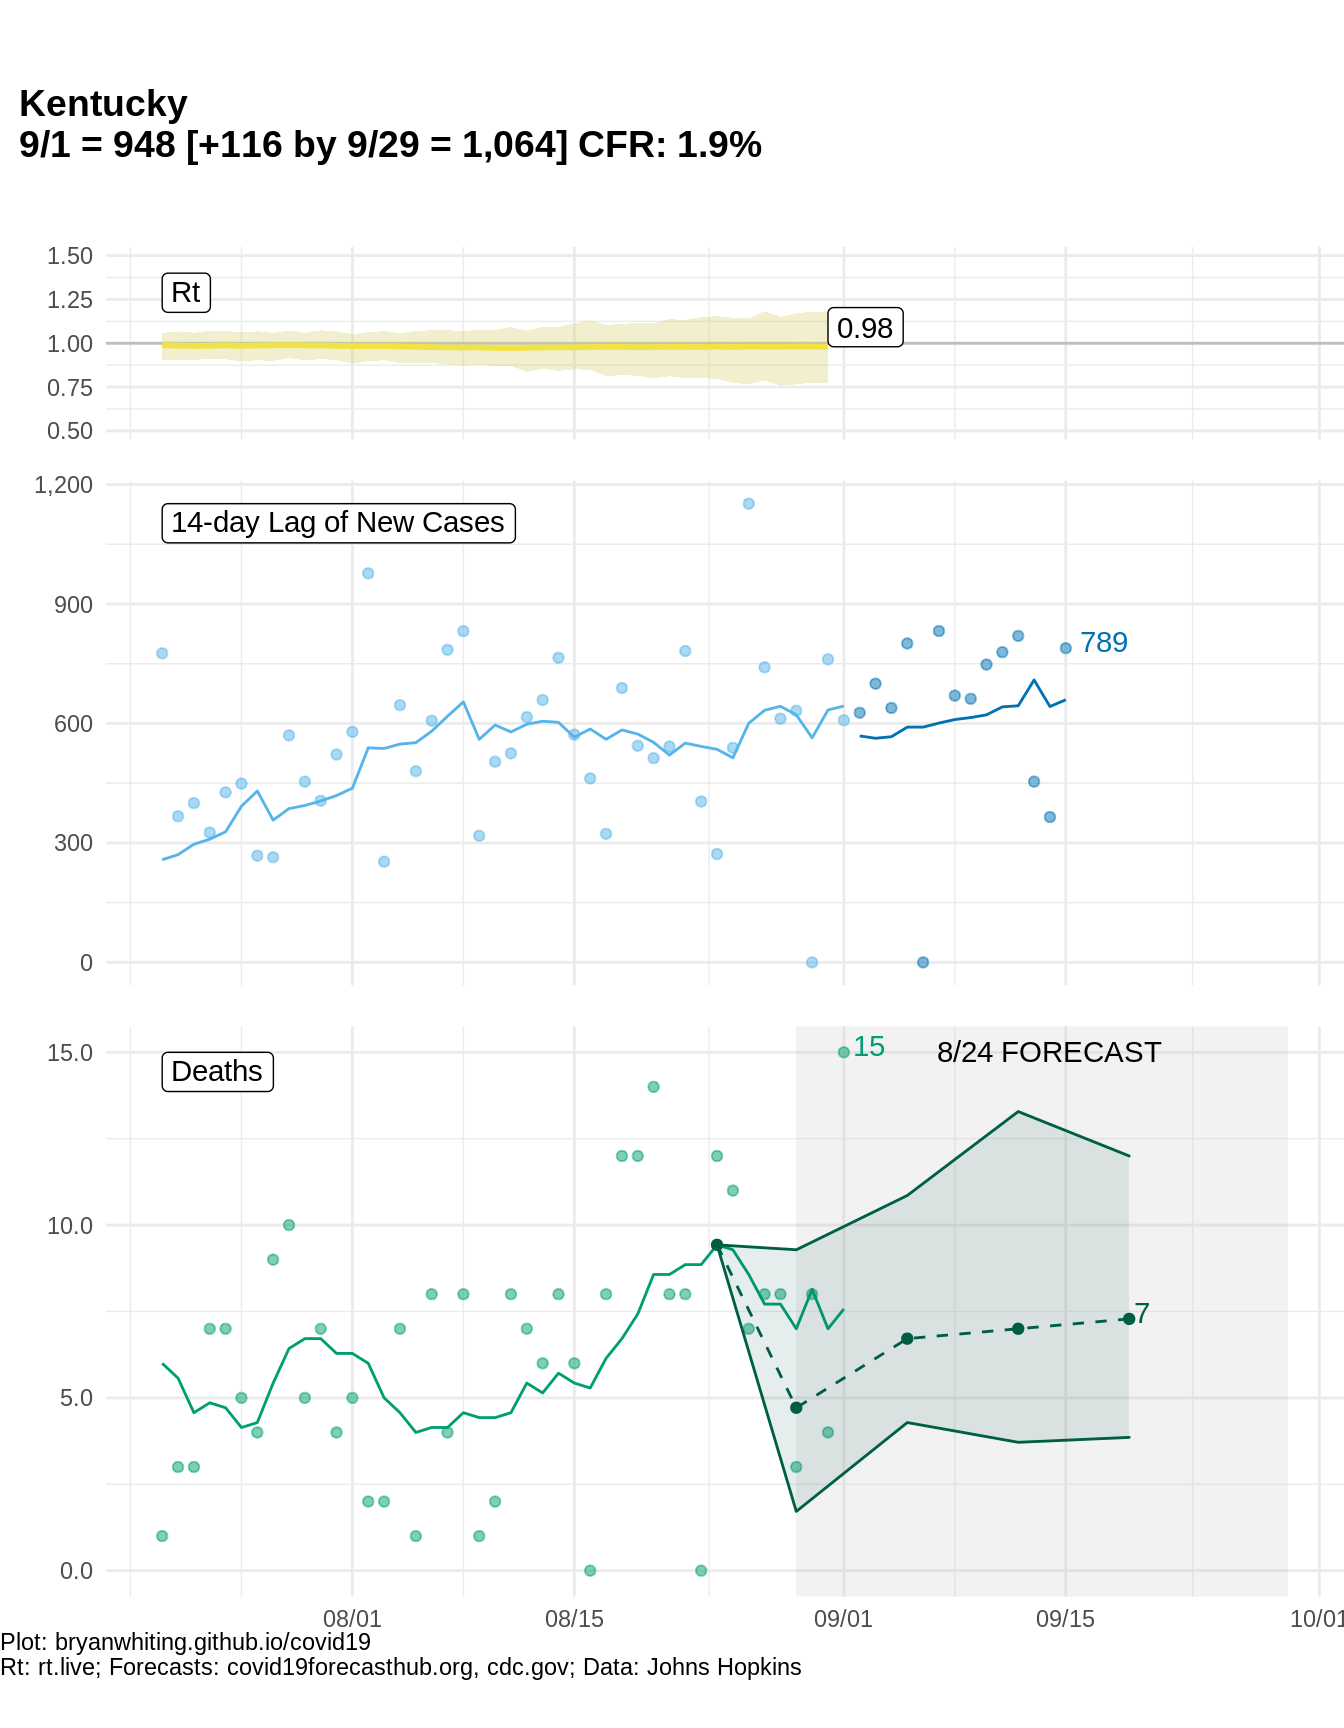 Kentucky
9/1 = 948 [+116 by 9/29 = 1,064] CFR: 1.9%
1.50
Rt
1.25
0.98
1.00
0.75
0.50
1,200
14-day Lag of New Cases
900
789
600
300
0
15.0
15
8/24 FORECAST
Deaths
10.0
7
5.0
0.0
08/01 08/15 09/01 09/15 10/01
Plot: bryanwhiting.github.io/covid19
Rt: rt.live; Forecasts: covid19forecasthub.org, cdc.gov; Data: Johns Hopkins